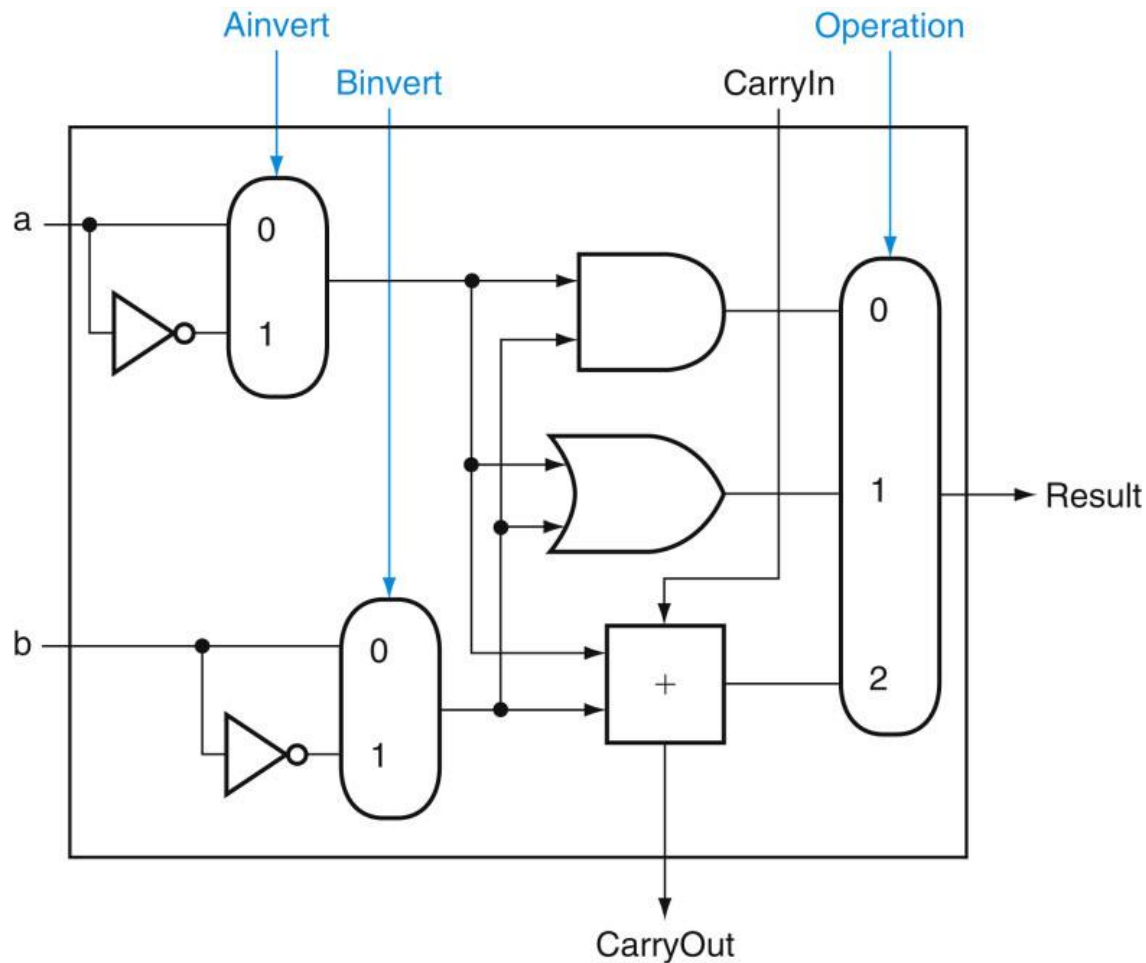 Ainvert
Operation
Binvert
CarryIn
a
0
0
1
1
Result
b
0
+
2
1
CarryOut